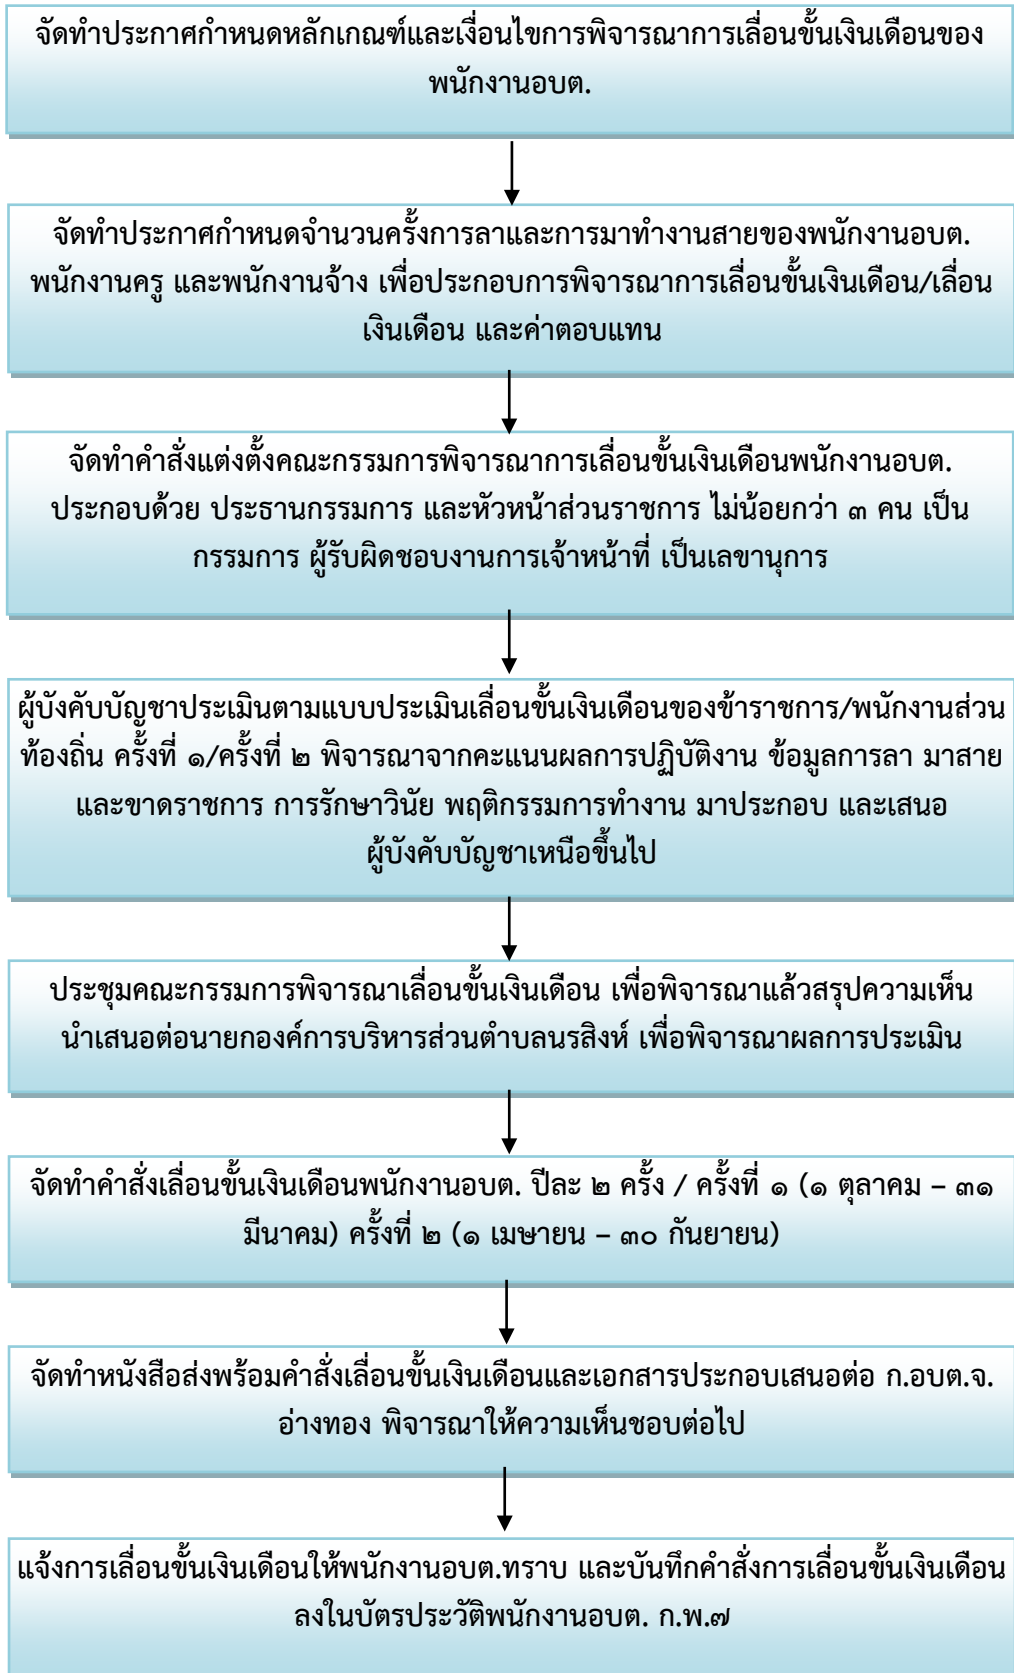 จัดทำประกาศกำหนดหลักเกณฑ์และเงื่อนไขการพิจารณาการเลื่อนขั้นเงินเดือนของ
พนักงานอบต.
จัดทำประกาศกำหนดจำนวนครั้งการลาและการมาทำงานสายของพนักงานอบต.
พนักงานครู และพนักงานจ้าง เพื่อประกอบการพิจารณาการเลื่อนขั้นเงินเดือน/เลื่อน
เงินเดือน และค่าตอบแทน
จัดทำคำสั่งแต่งตั้งคณะกรรมการพิจารณาการเลื่อนขั้นเงินเดือนพนักงานอบต.
ประกอบด้วย ประธานกรรมการ และหัวหน้าส่วนราชการ ไม่น้อยกว่า ๓ คน เป็น
กรรมการ ผู้รับผิดชอบงานการเจ้าหน้าที่ เป็นเลขานุการ
ผู้บังคับบัญชาประเมินตามแบบประเมินเลื่อนขั้นเงินเดือนของข้าราชการ/พนักงานส่วน
ท้องถิ่น ครั้งที่ ๑/ครั้งที่ ๒ พิจารณาจากคะแนนผลการปฏิบัติงาน ข้อมูลการลา มาสาย
และขาดราชการ การรักษาวินัย พฤติกรรมการทำงาน มาประกอบ และเสนอ
ผู้บังคับบัญชาเหนือขึ้นไป
ประชุมคณะกรรมการพิจารณาเลื่อนขั้นเงินเดือน เพื่อพิจารณาแล้วสรุปความเห็น
นำเสนอต่อนายกองค์การบริหารส่วนตำบลนรสิงห์ เพื่อพิจารณาผลการประเมิน
จัดทำคำสั่งเลื่อนขั้นเงินเดือนพนักงานอบต. ปีละ ๒ ครั้ง / ครั้งที่ ๑ (๑ ตุลาคม – ๓๑
มีนาคม) ครั้งที่ ๒ (๑ เมษายน – ๓๐ กันยายน)
จัดทำหนังสือส่งพร้อมคำสั่งเลื่อนขั้นเงินเดือนและเอกสารประกอบเสนอต่อ ก.อบต.จ.
อ่างทอง พิจารณาให้ความเห็นชอบต่อไป
แจ้งการเลื่อนขั้นเงินเดือนให้พนักงานอบต.ทราบ และบันทึกคำสั่งการเลื่อนขั้นเงินเดือน
ลงในบัตรประวัติพนักงานอบต. ก.พ.๗